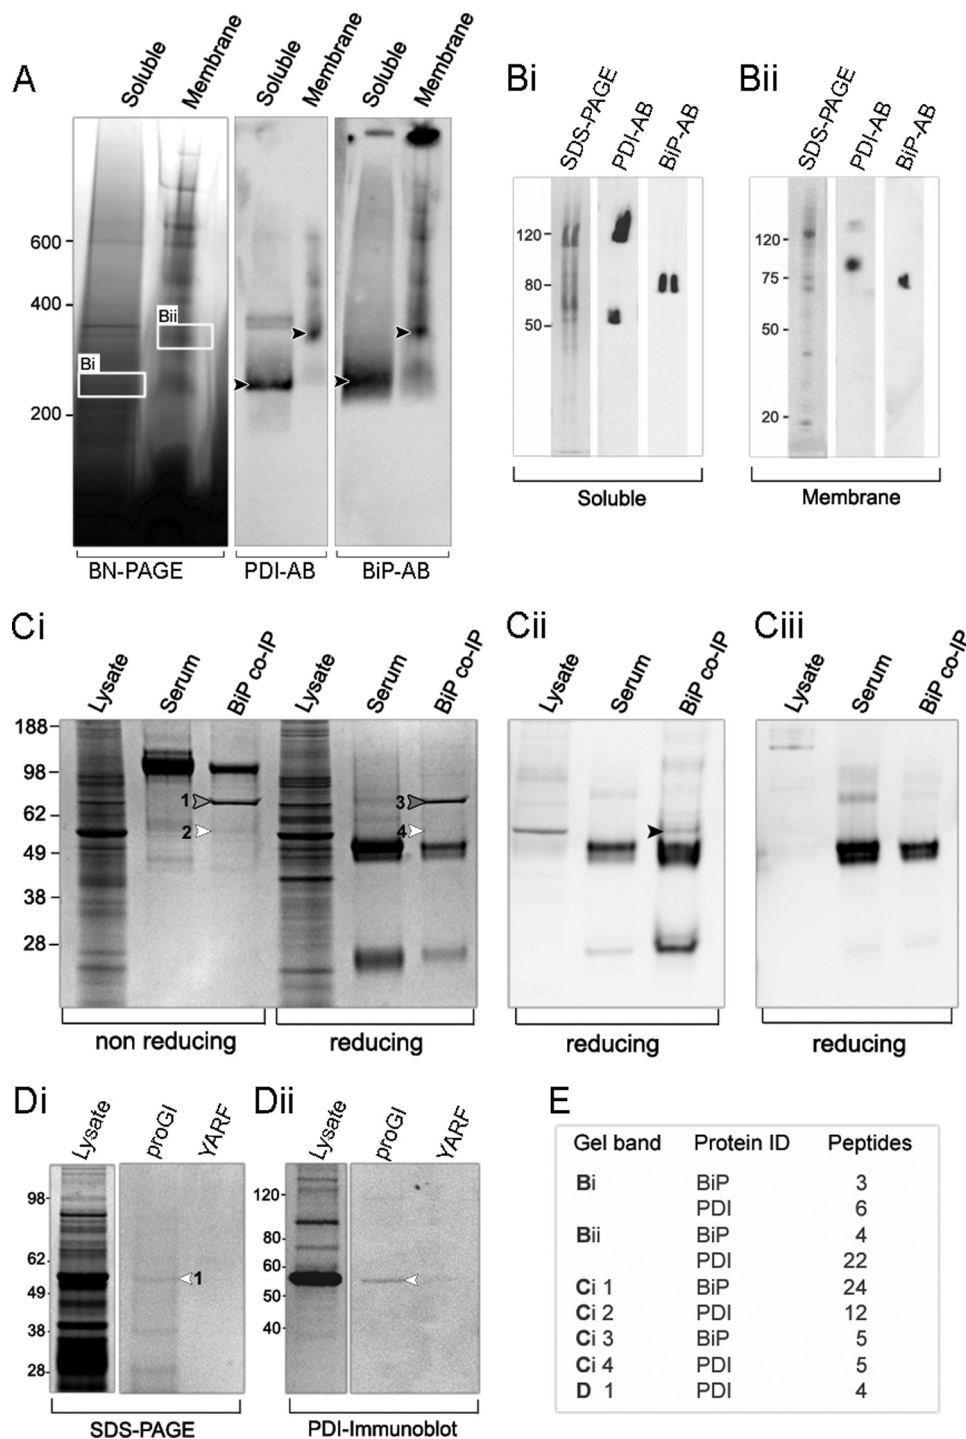 A
Soluble
Membrane
Soluble
Membrane
Soluble
Membrane
600
400
200
Bi
Bii
BN-PAGE
PDI-AB
BiP-AB
Bi
SDS-PAGE
PDI-AB
BiP-AB
120
80
50
Soluble
Bii
SDS-PAGE
PDI-AB
BiP-AB
120
75
50
20
Membrane
Ci
Lysate
Serum
BiP co-IP
Lysate
Serum
BiP co-IP
188
98
62
49
38
28
1
2
3
4
non reducing
reducing
Cii
Lysate
Serum
BiP co-IP
reducing
Ciii
Lysate
Serum
BiP co-IP
reducing
Di
Lysate
proGI
YARF
98
62
49
38
28
1
SDS-PAGE
Dii
Lysate
proGI
YARF
120
80
60
50
40
PDI-Immunoblot
E
Gel band Protein ID Peptides
Bi BiP 3
PDI 6
Bii BiP 4
PDI 22
Ci 1 BiP 24
Ci 2 PDI 12
Ci 3 BiP 5
Ci 4 PDI 5
D 1 PDI 4